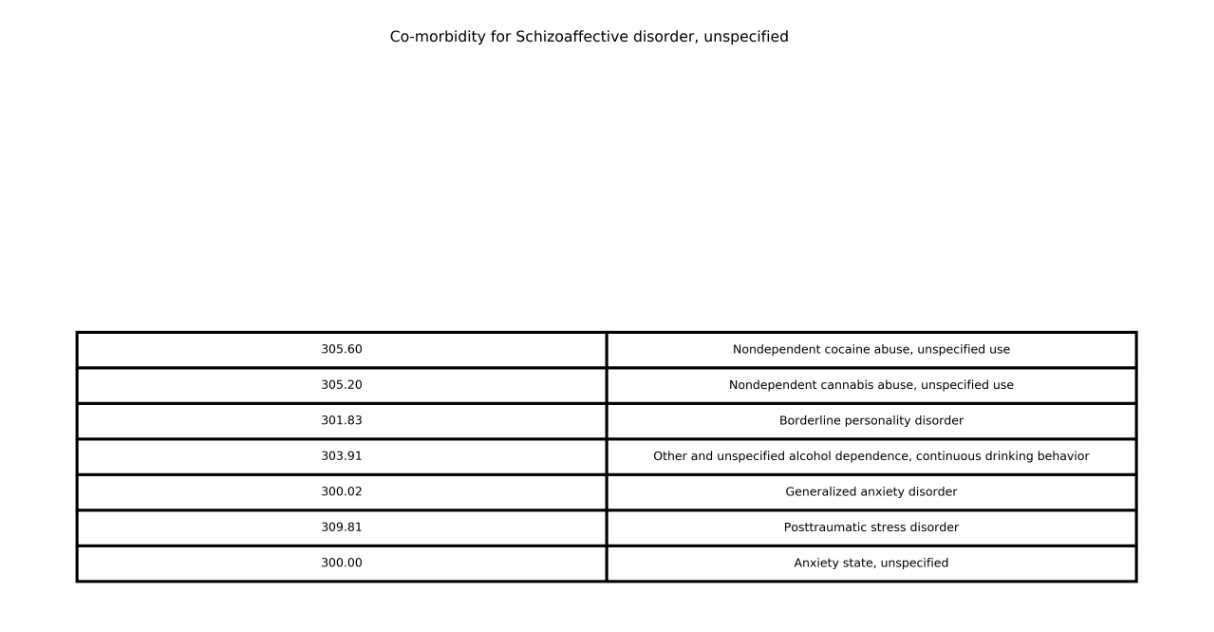 Co-morbidity for Schizoaffective disorder, unspecified
305.60 Nondependent cocaine abuse, unspecified use
305.20 Nondependent cannabis abuse, unspecified use
301.83 Borderline personality disorder
303.91 Other and unspecified alcohol dependence, continuous drinking behavior
300.02 Generalized anxiety disorder
309.81 Posttraumatic stress disorder
300.00 Anxiety state, unspecified